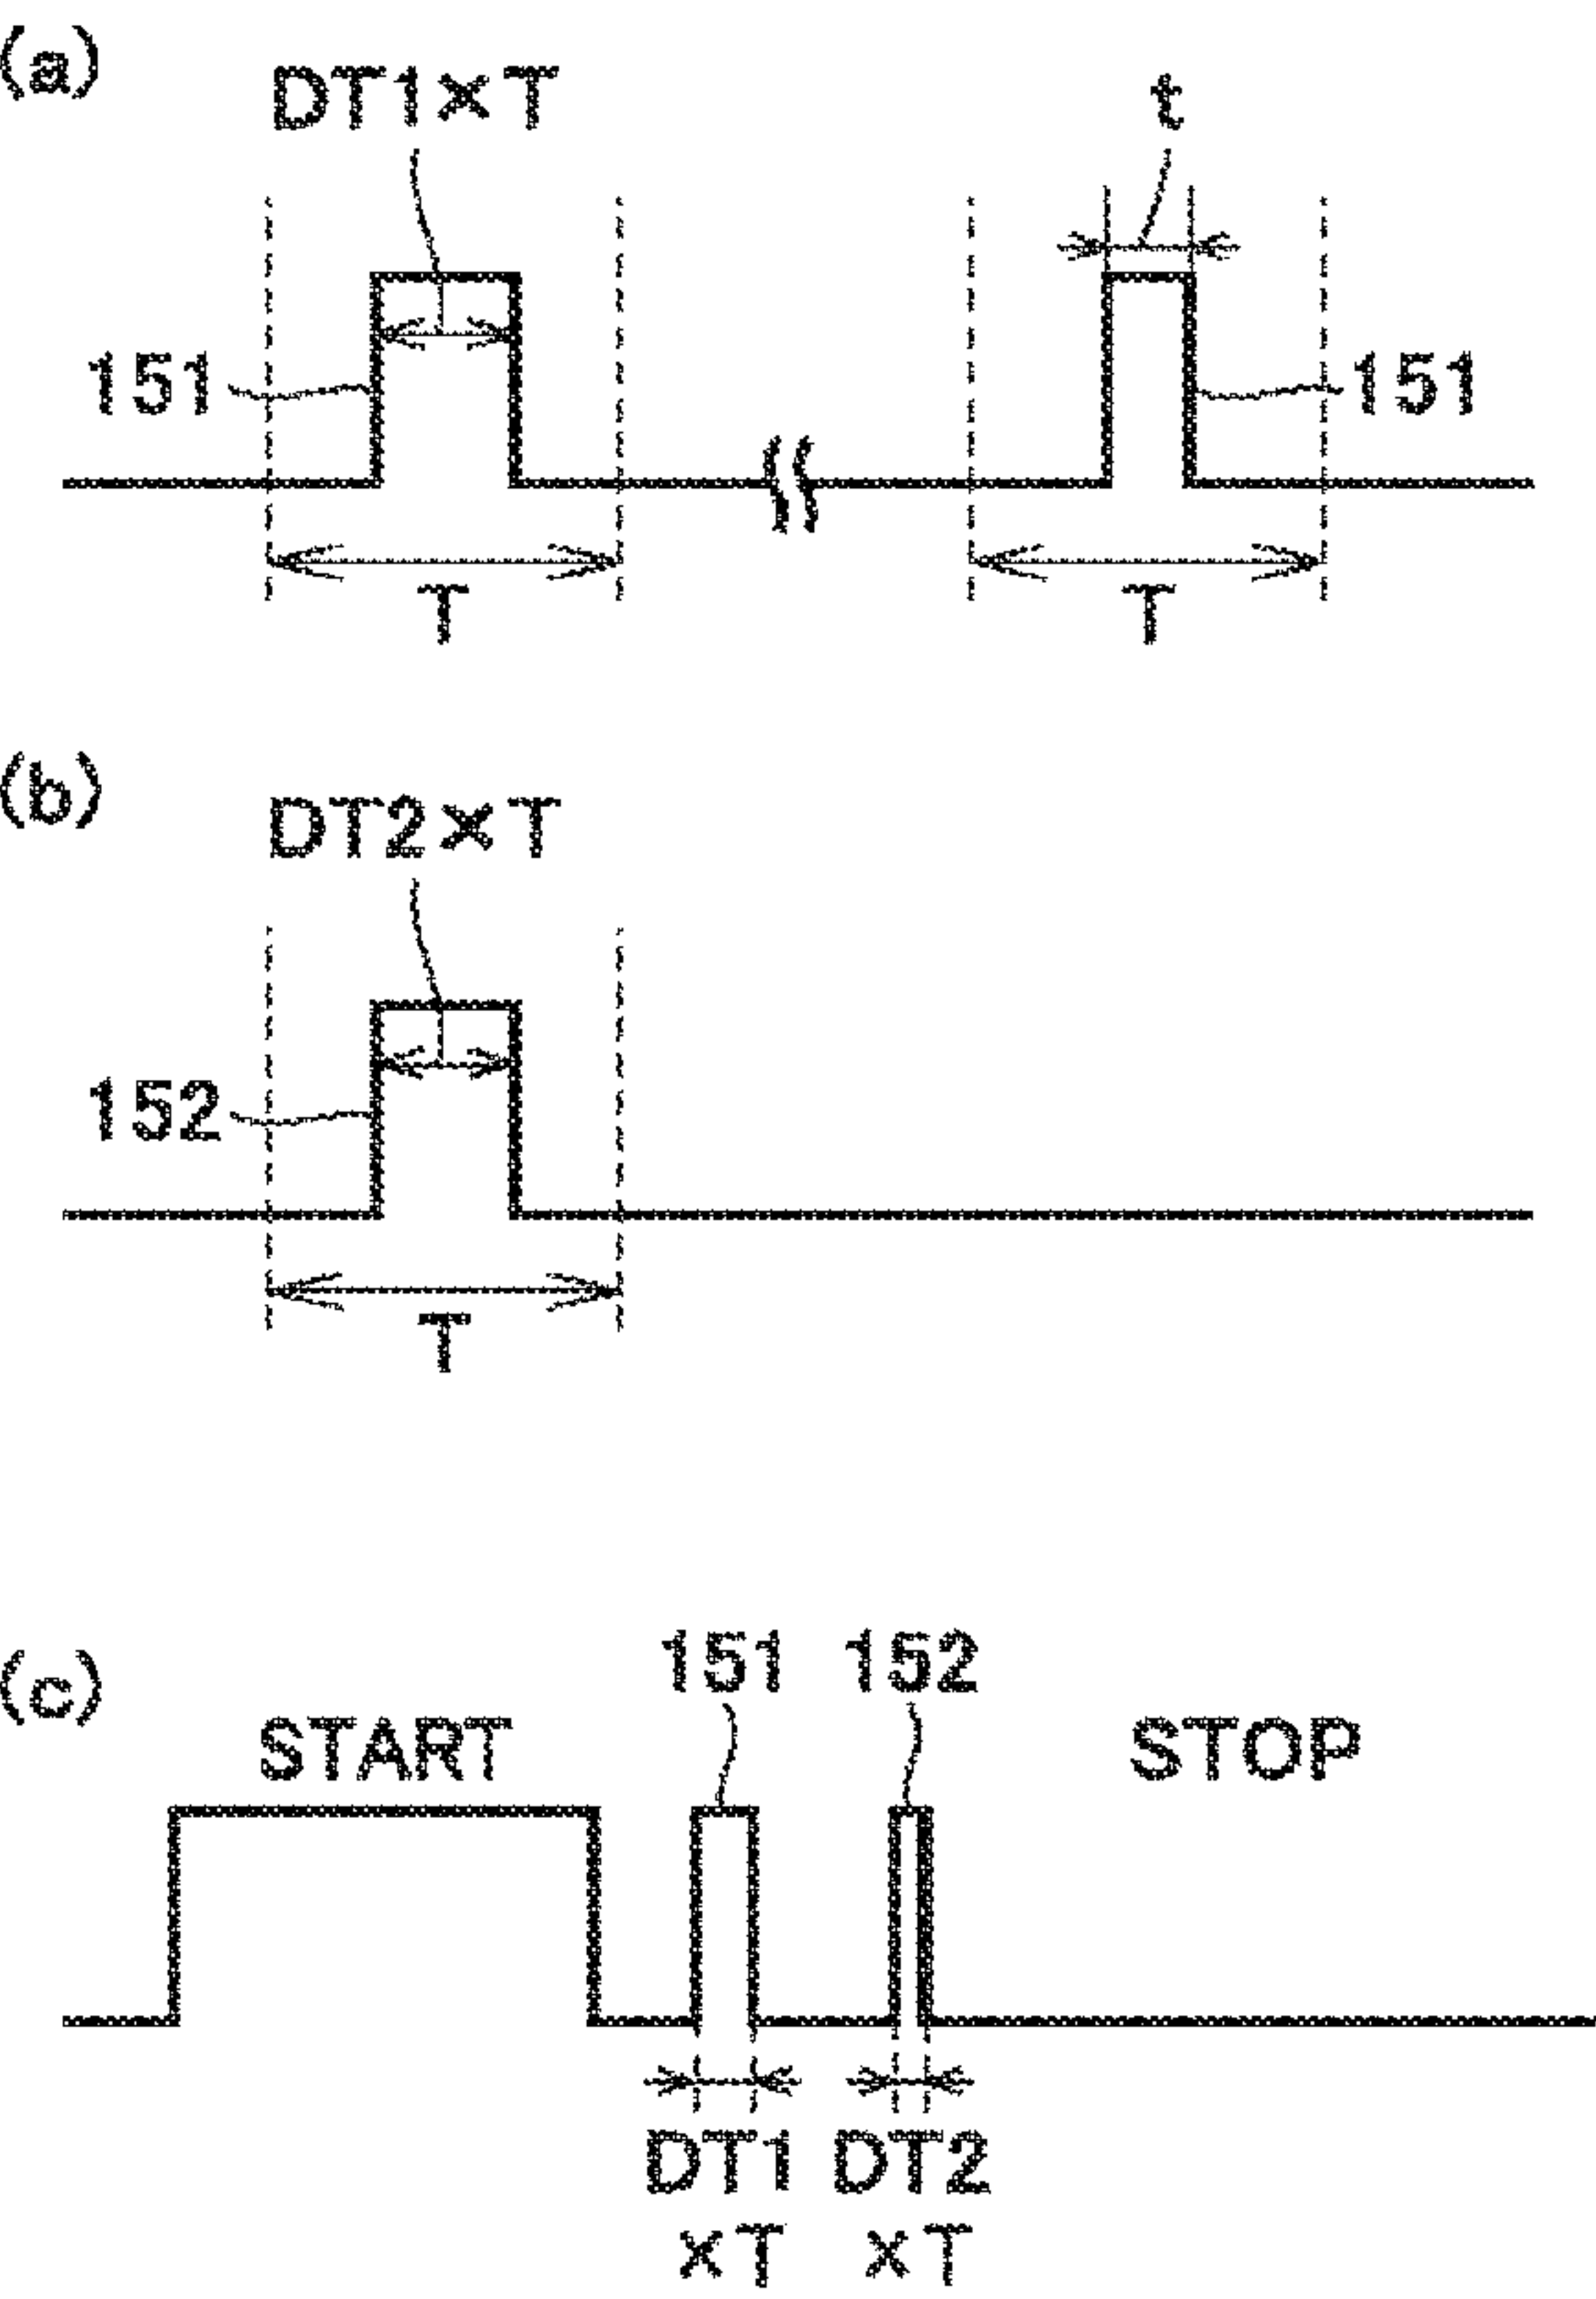 (a)
DT1×T
t
151
151
T
T
(b)
DT2×T
152
T
(c)
151
152
START
STOP
DT1
×T
DT2
×T